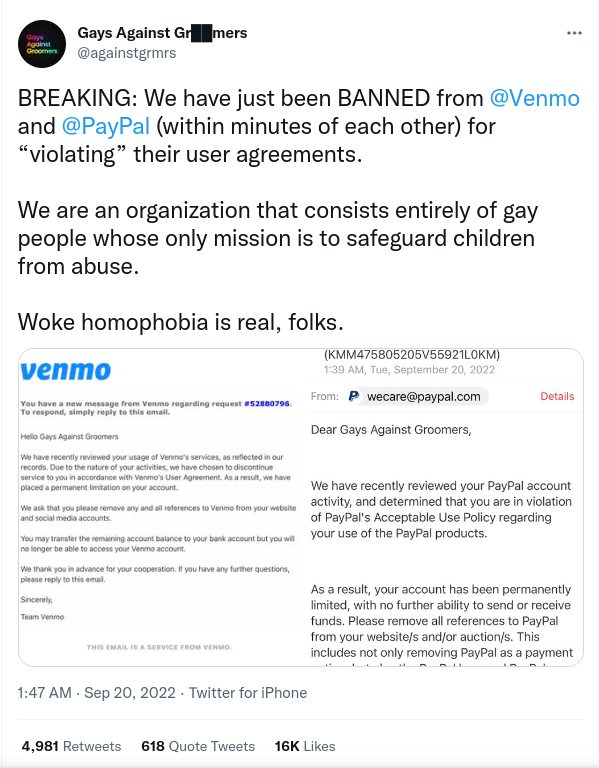 Gays
Against
Groomers
Gays Against Gr██mers
@againstgrmrs
BREAKING: We have just been BANNED from @Venmo
and @PayPal (within minutes of each other) for
“violating” their user agreements.
We are an organization that consists entirely of gay
people whose only mission is to safeguard children
from abuse.
Woke homophobia is real, folks.
venmo
You have a new message from Venmo regarding request #52880796.
To respond, simply reply to this email.
Hello Gays Against Groomers
We have recently reviewed your usage of Venmo's services, as reflected in our
records. Due to the nature of your activities, we have chosen to discontinue
service to you in accordance with Venmo's User Agreement. As a result, we have
placed a permanent limitation on your account.
We ask that you please remove any and all references to Venmo from your website
and social media accounts.
You may transfer the remaining account balance to your bank account but you will
no longer be able to access your Venmo account.
We thank you in advance for your cooperation. If you have any further questions,
please reply to this email.
Sincerely,
Team Venmo
THIS EMAIL IS A SERVICE FROM VENMO.
(KMM475805205V55921L0KM)
1:39 AM, Tue, September 20, 2022
From: wecare@paypal.com Details
Dear Gays Against Groomers,
We have recently reviewed your PayPal account
activity, and determined that you are in violation
of PayPal's Acceptable Use Policy regarding
your use of the PayPal products.
As a result, your account has been permanently
limited, with no further ability to send or receive
funds. Please remove all references to PayPal
from your website/s and/or auction/s. This
includes not only removing PayPal as a payment
1:47 AM · Sep 20, 2022 · Twitter for iPhone
4,981 Retweets 618 Quote Tweets 16K Likes